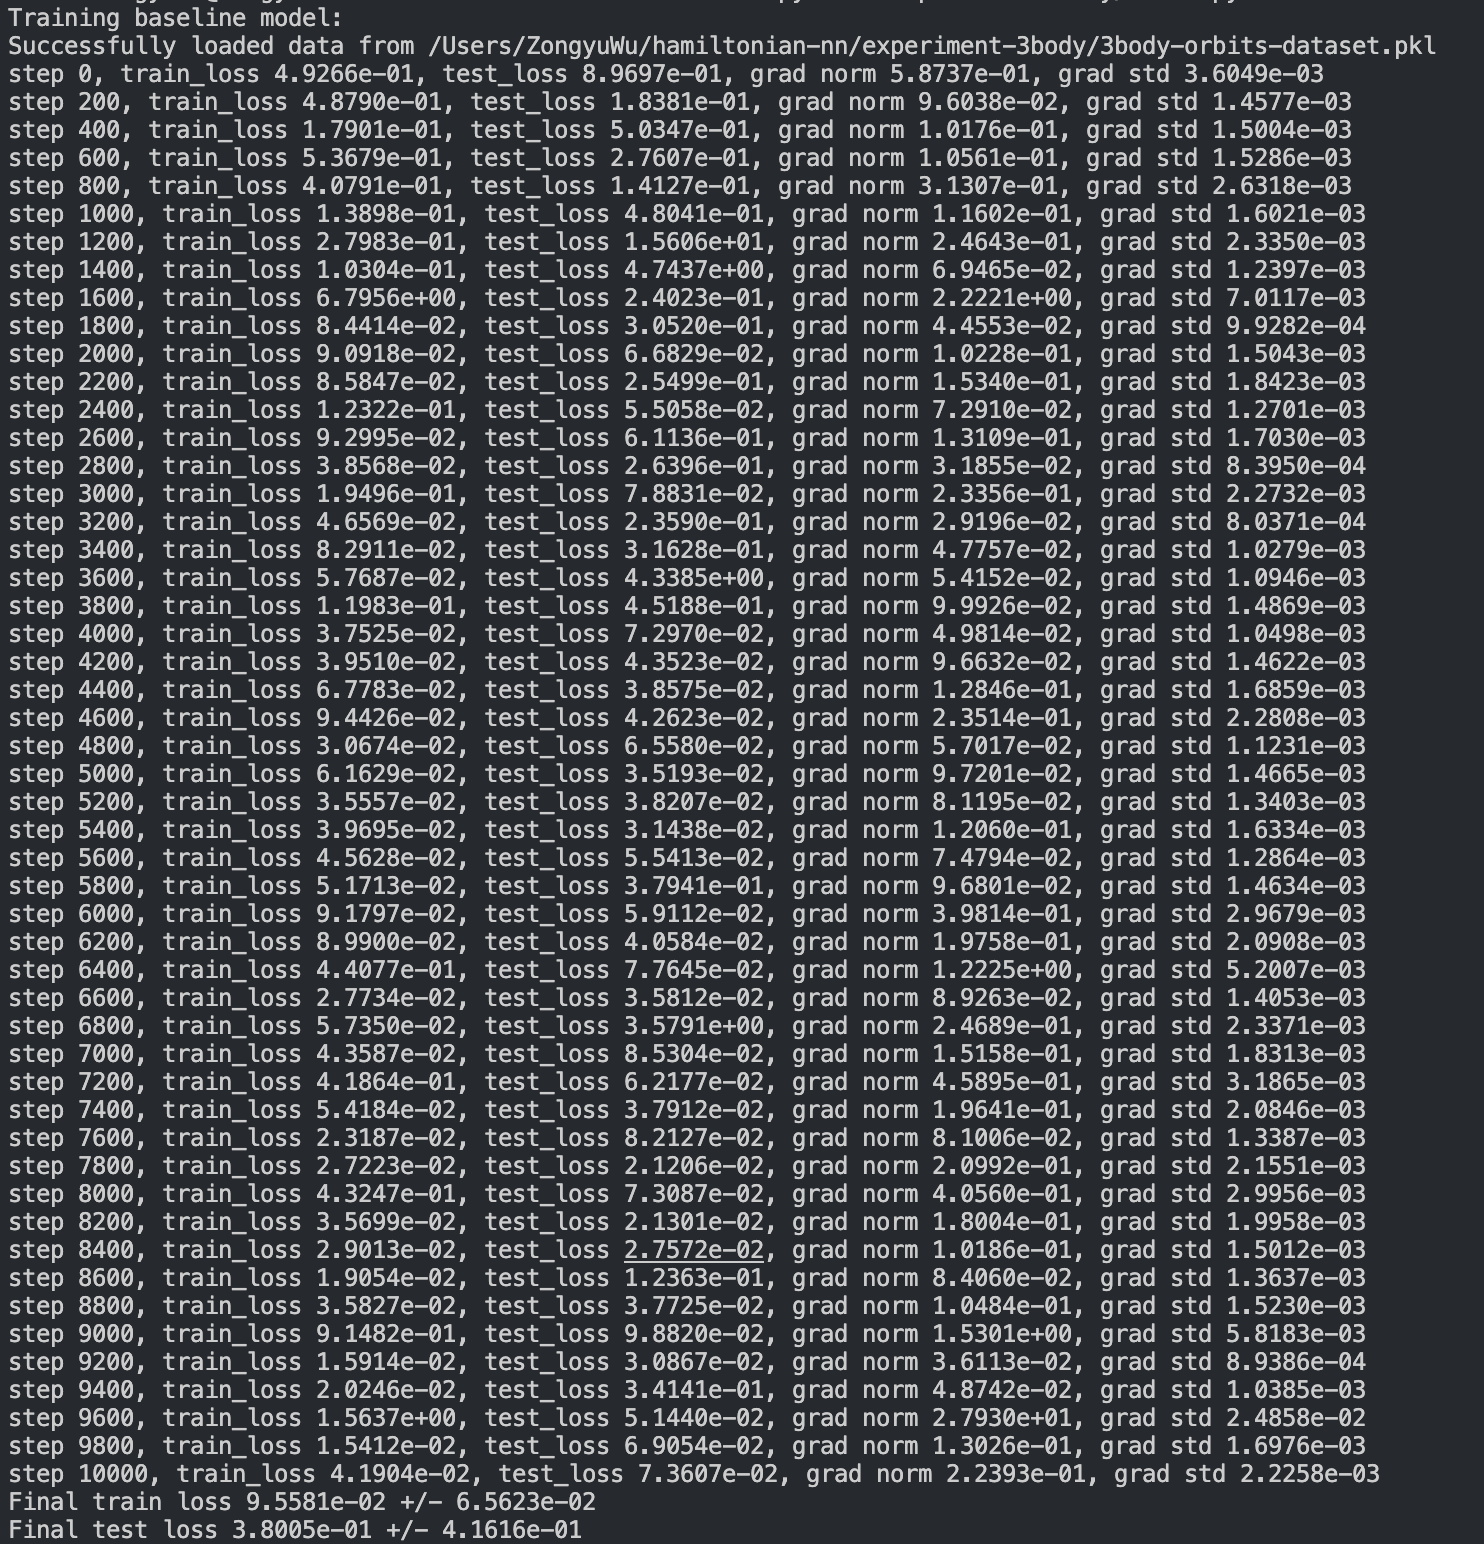 Training baseline model:
Successfully loaded data from /Users/ZongyuWu/hamiltonian-nn/experiment-3body/3body-orbits-dataset.pkl
step 0, train_loss 4.9266e-01, test_loss 8.9697e-01, grad norm 5.8737e-01, grad std 3.6049e-03
step 200, train_loss 4.8790e-01, test_loss 1.8381e-01, grad norm 9.6038e-02, grad std 1.4577e-03
step 400, train_loss 1.7901e-01, test_loss 5.0347e-01, grad norm 1.0176e-01, grad std 1.5004e-03
step 600, train_loss 5.3679e-01, test_loss 2.7607e-01, grad norm 1.0561e-01, grad std 1.5286e-03
step 800, train_loss 4.0791e-01, test_loss 1.4127e-01, grad norm 3.1307e-01, grad std 2.6318e-03
step 1000, train_loss 1.3898e-01, test_loss 4.8041e-01, grad norm 1.1602e-01, grad std 1.6021e-03
step 1200, train_loss 2.7983e-01, test_loss 1.5606e+01, grad norm 2.4643e-01, grad std 2.3350e-03
step 1400, train_loss 1.0304e-01, test_loss 4.7437e+00, grad norm 6.9465e-02, grad std 1.2397e-03
step 1600, train_loss 6.7956e+00, test_loss 2.4023e-01, grad norm 2.2221e+00, grad std 7.0117e-03
step 1800, train_loss 8.4414e-02, test_loss 3.0520e-01, grad norm 4.4553e-02, grad std 9.9282e-04
step 2000, train_loss 9.0918e-02, test_loss 6.6829e-02, grad norm 1.0228e-01, grad std 1.5043e-03
step 2200, train_loss 8.5847e-02, test_loss 2.5499e-01, grad norm 1.5340e-01, grad std 1.8423e-03
step 2400, train_loss 1.2322e-01, test_loss 5.5058e-02, grad norm 7.2910e-02, grad std 1.2701e-03
step 2600, train_loss 9.2995e-02, test_loss 6.1136e-01, grad norm 1.3109e-01, grad std 1.7030e-03
step 2800, train_loss 3.8568e-02, test_loss 2.6396e-01, grad norm 3.1855e-02, grad std 8.3950e-04
step 3000, train_loss 1.9496e-01, test_loss 7.8831e-02, grad norm 2.3356e-01, grad std 2.2732e-03
step 3200, train_loss 4.6569e-02, test_loss 2.3590e-01, grad norm 2.9196e-02, grad std 8.0371e-04
step 3400, train_loss 8.2911e-02, test_loss 3.1628e-01, grad norm 4.7757e-02, grad std 1.0279e-03
step 3600, train_loss 5.7687e-02, test_loss 4.3385e+00, grad norm 5.4152e-02, grad std 1.0946e-03
step 3800, train_loss 1.1983e-01, test_loss 4.5188e-01, grad norm 9.9926e-02, grad std 1.4869e-03
step 4000, train_loss 3.7525e-02, test_loss 7.2970e-02, grad norm 4.9814e-02, grad std 1.0498e-03
step 4200, train_loss 3.9510e-02, test_loss 4.3523e-02, grad norm 9.6632e-02, grad std 1.4622e-03
step 4400, train_loss 6.7783e-02, test_loss 3.8575e-02, grad norm 1.2846e-01, grad std 1.6859e-03
step 4600, train_loss 9.4426e-02, test_loss 4.2623e-02, grad norm 2.3514e-01, grad std 2.2808e-03
step 4800, train_loss 3.0674e-02, test_loss 6.5580e-02, grad norm 5.7017e-02, grad std 1.1231e-03
step 5000, train_loss 6.1629e-02, test_loss 3.5193e-02, grad norm 9.7201e-02, grad std 1.4665e-03
step 5200, train_loss 3.5557e-02, test_loss 3.8207e-02, grad norm 8.1195e-02, grad std 1.3403e-03
step 5400, train_loss 3.9695e-02, test_loss 3.1438e-02, grad norm 1.2060e-01, grad std 1.6334e-03
step 5600, train_loss 4.5628e-02, test_loss 5.5413e-02, grad norm 7.4794e-02, grad std 1.2864e-03
step 5800, train_loss 5.1713e-02, test_loss 3.7941e-01, grad norm 9.6801e-02, grad std 1.4634e-03
step 6000, train_loss 9.1797e-02, test_loss 5.9112e-02, grad norm 3.9814e-01, grad std 2.9679e-03
step 6200, train_loss 8.9900e-02, test_loss 4.0584e-02, grad norm 1.9758e-01, grad std 2.0908e-03
step 6400, train_loss 4.4077e-01, test_loss 7.7645e-02, grad norm 1.2225e+00, grad std 5.2007e-03
step 6600, train_loss 2.7734e-02, test_loss 3.5812e-02, grad norm 8.9263e-02, grad std 1.4053e-03
step 6800, train_loss 5.7350e-02, test_loss 3.5791e+00, grad norm 2.4689e-01, grad std 2.3371e-03
step 7000, train_loss 4.3587e-02, test_loss 8.5304e-02, grad norm 1.5158e-01, grad std 1.8313e-03
step 7200, train_loss 4.1864e-01, test_loss 6.2177e-02, grad norm 4.5895e-01, grad std 3.1865e-03
step 7400, train_loss 5.4184e-02, test_loss 3.7912e-02, grad norm 1.9641e-01, grad std 2.0846e-03
step 7600, train_loss 2.3187e-02, test_loss 8.2127e-02, grad norm 8.1006e-02, grad std 1.3387e-03
step 7800, train_loss 2.7223e-02, test_loss 2.1206e-02, grad norm 2.0992e-01, grad std 2.1551e-03
step 8000, train_loss 4.3247e-01, test_loss 7.3087e-02, grad norm 4.0560e-01, grad std 2.9956e-03
step 8200, train_loss 3.5699e-02, test_loss 2.1301e-02, grad norm 1.8004e-01, grad std 1.9958e-03
step 8400, train_loss 2.9013e-02, test_loss 2.7572e-02, grad norm 1.0186e-01, grad std 1.5012e-03
step 8600, train_loss 1.9054e-02, test_loss 1.2363e-01, grad norm 8.4060e-02, grad std 1.3637e-03
step 8800, train_loss 3.5827e-02, test_loss 3.7725e-02, grad norm 1.0484e-01, grad std 1.5230e-03
step 9000, train_loss 9.1482e-01, test_loss 9.8820e-02, grad norm 1.5301e+00, grad std 5.8183e-03
step 9200, train_loss 1.5914e-02, test_loss 3.0867e-02, grad norm 3.6113e-02, grad std 8.9386e-04
step 9400, train_loss 2.0246e-02, test_loss 3.4141e-01, grad norm 4.8742e-02, grad std 1.0385e-03
step 9600, train_loss 1.5637e+00, test_loss 5.1440e-02, grad norm 2.7930e+01, grad std 2.4858e-02
step 9800, train_loss 1.5412e-02, test_loss 6.9054e-02, grad norm 1.3026e-01, grad std 1.6976e-03
step 10000, train_loss 4.1904e-02, test_loss 7.3607e-02, grad norm 2.2393e-01, grad std 2.2258e-03
Final train loss 9.5581e-02 +/- 6.5623e-02
Final test loss 3.8005e-01 +/- 4.1616e-01